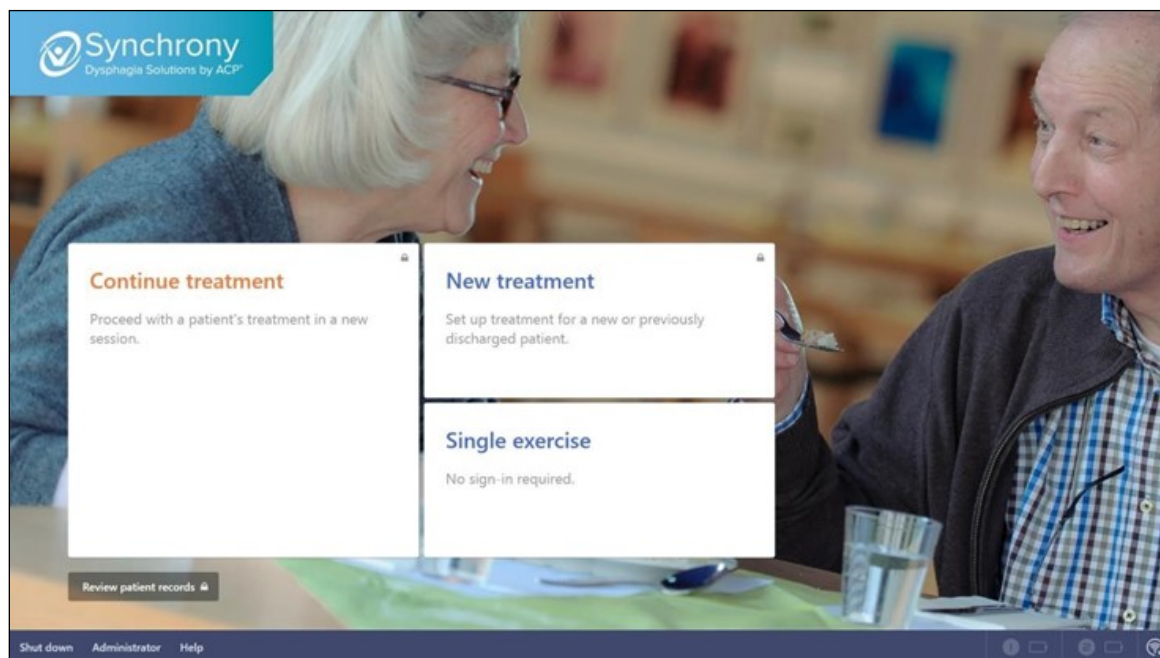 Synchrony
Dysphagia Solutions by ACP®
Continue treatment
Proceed with a patient's treatment in a new
session.
New treatment
Set up treatment for a new or previously
discharged patient.
Single exercise
No sign-in required.
Review patient records
Shut down Administrator Help
1 2